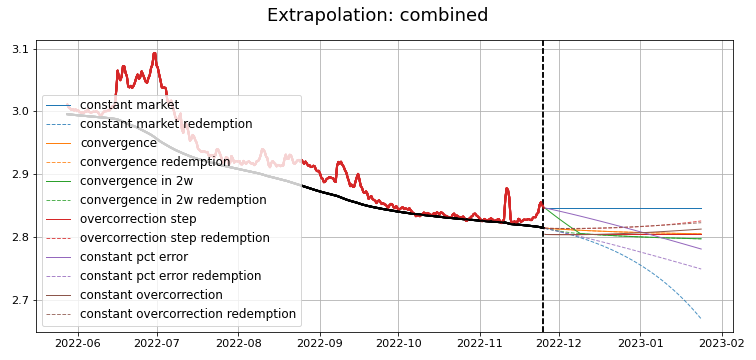 Extrapolation: combined
3.1
3.0
2.9
2.8
2.7
constant market
constant market redemption
convergence
convergence redemption
convergence in 2w
convergence in 2w redemption
overcorrection step
overcorrection step redemption
constant pct error
constant pct error redemption
constant overcorrection
constant overcorrection redemption
2022-06 2022-07 2022-08 2022-09 2022-10 2022-11 2022-12 2023-01 2023-02